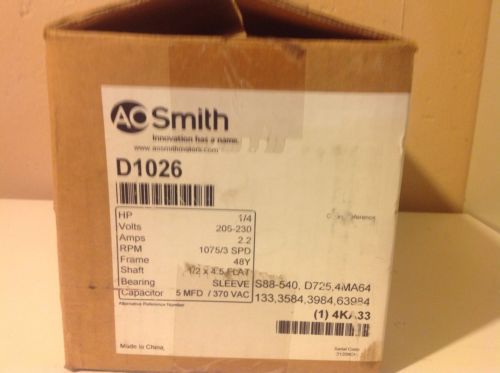 AO Smith
Innovation has a name.
www.aosmithmotors.com
D1026
HP 1/4
Volts 205-230
Amps 2.2
RPM 1075/3 SPD
Frame 48Y
Shaft 1/2 x 4.5 FLAT
Bearing SLEEVE
Capacitor 5 MFD / 370 VAC
Alternative Reference Number
S88-540, D725,4MA64
133,3584,3984,63984
(1) 4KA33
Made in China,
Serial Code